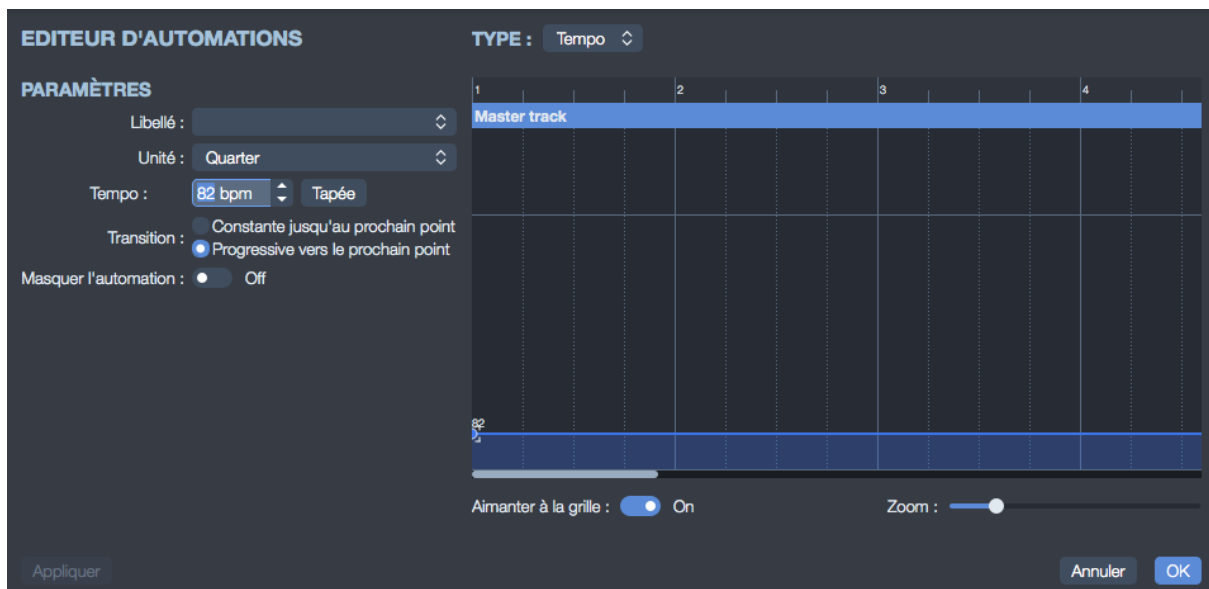 EDITEUR D'AUTOMATIONS
TYPE : Tempo
PARAMÈTRES
Libellé :
Unité : Quarter
Tempo : 82 bpm Tapée
Transition : Constante jusqu'au prochain point
Progressive vers le prochain point
Masquer l'automation : Off
1 2 3 4
Master track
82
Aimanter à la grille : On Zoom :
Appliquer Annuler OK